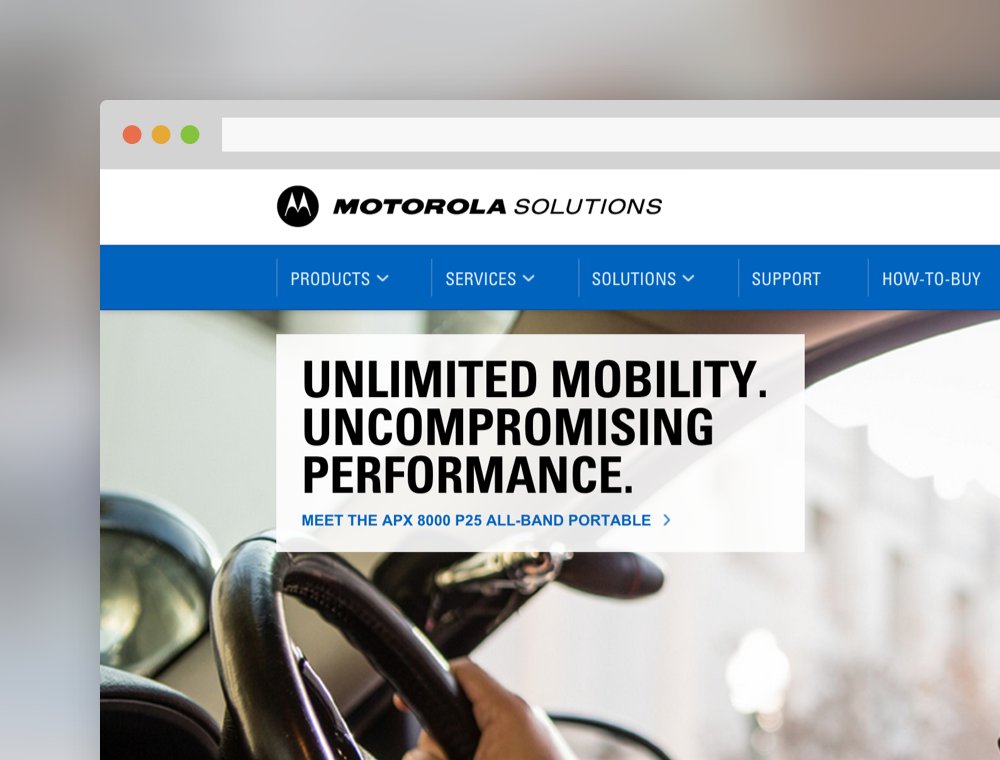 MOTOROLA SOLUTIONS
PRODUCTS SERVICES SOLUTIONS SUPPORT HOW-TO-BUY
UNLIMITED MOBILITY.
UNCOMPROMISING
PERFORMANCE.
MEET THE APX 8000 P25 ALL-BAND PORTABLE